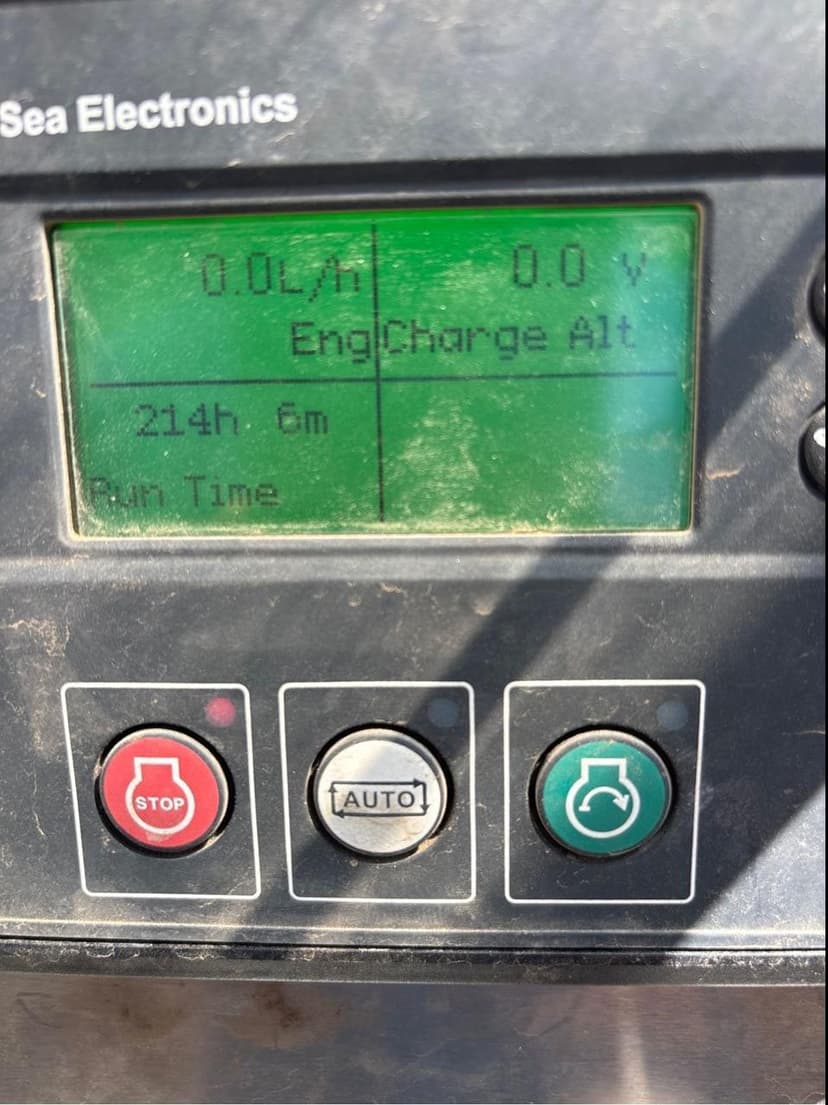 Sea Electronics
0.0L/h 0.0 v
Eng Charge Alt
214h 6m
Run Time
STOP
AUTO